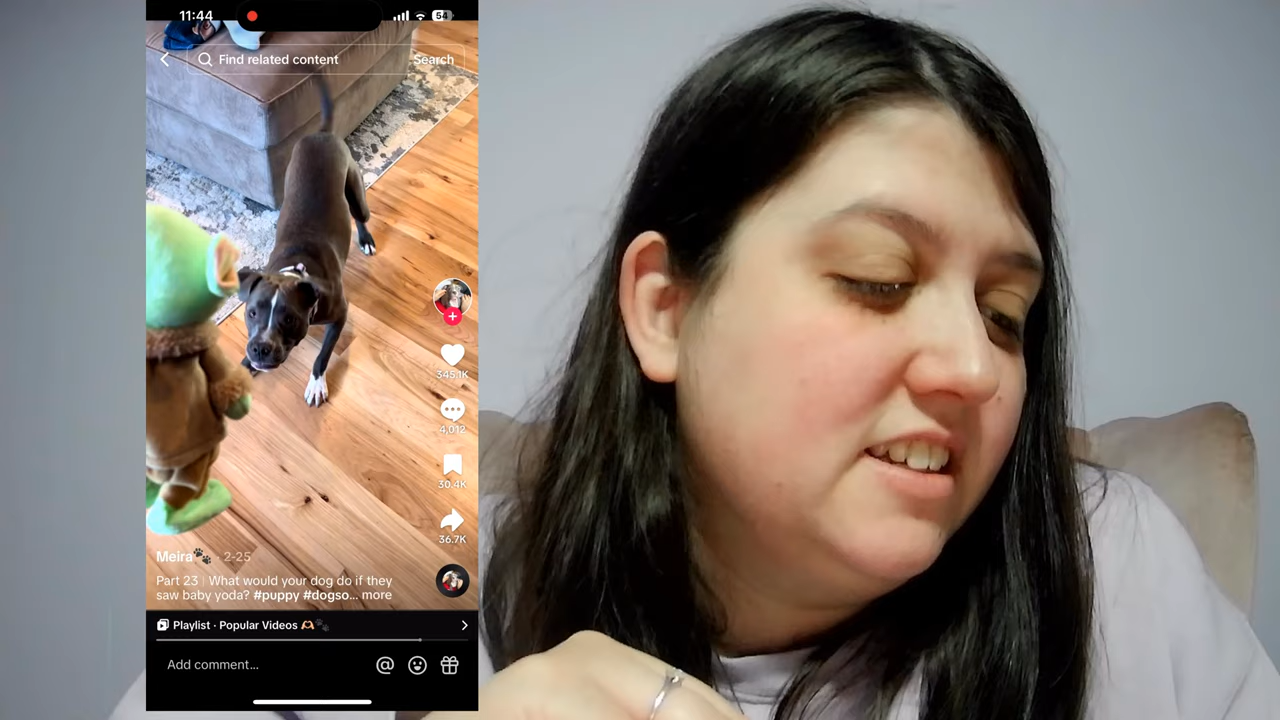 11:44
54
Find related content
Search
345.1K
4,012
30.4K
36.7K
Meira🐾 · 2-25
Part 23 | What would your dog do if they
saw baby yoda? #puppy #dogso... more
Playlist · Popular Videos 🫶🐾
Add comment...